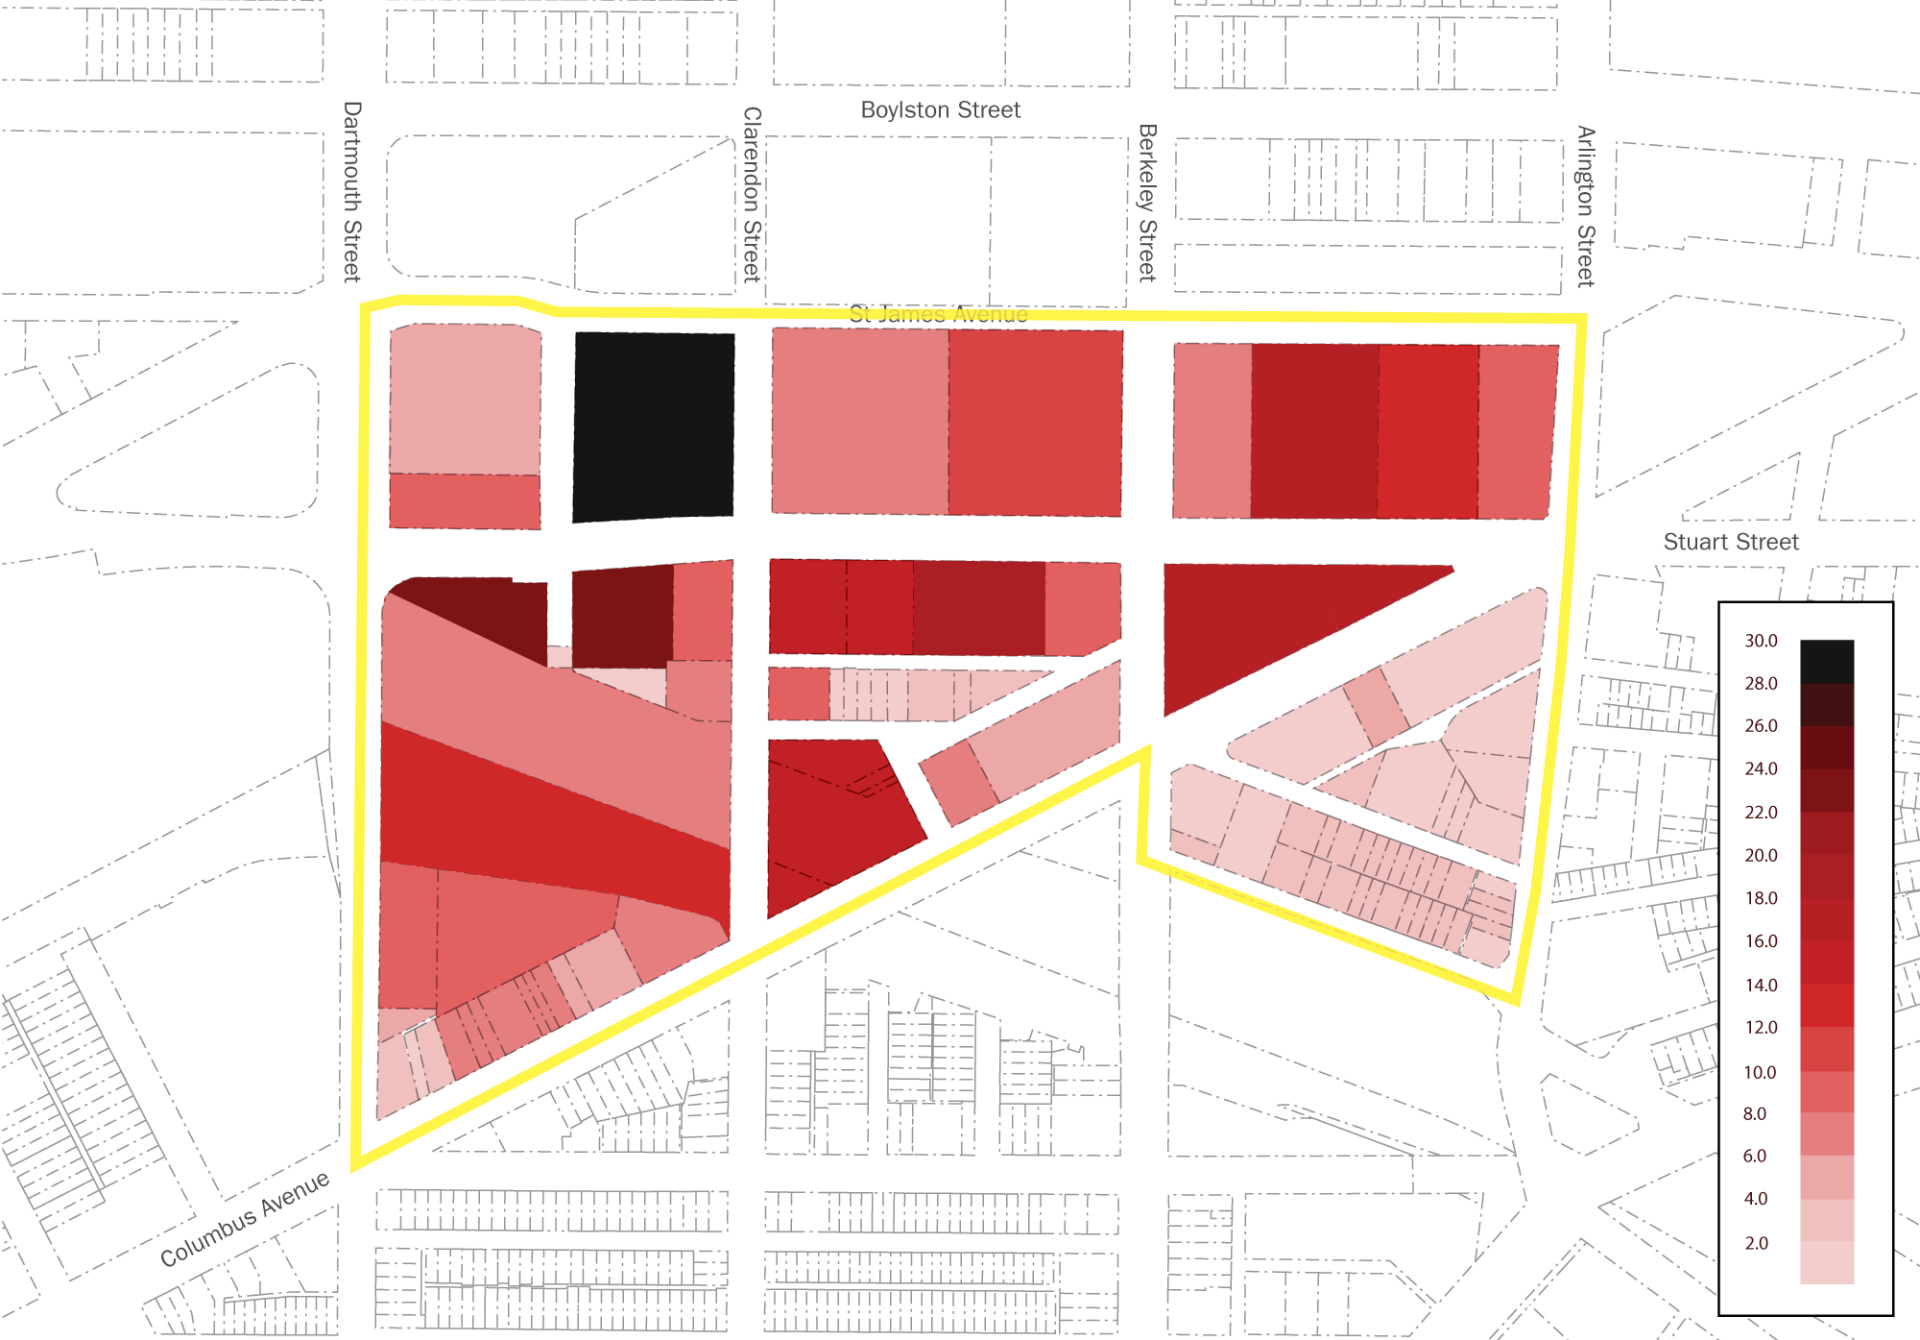 Boylston Street
Dartmouth Street
Clarendon Street
Berkeley Street
Arlington Street
St James Avenue
Stuart Street
Columbus Avenue
30.0
28.0
26.0
24.0
22.0
20.0
18.0
16.0
14.0
12.0
10.0
8.0
6.0
4.0
2.0